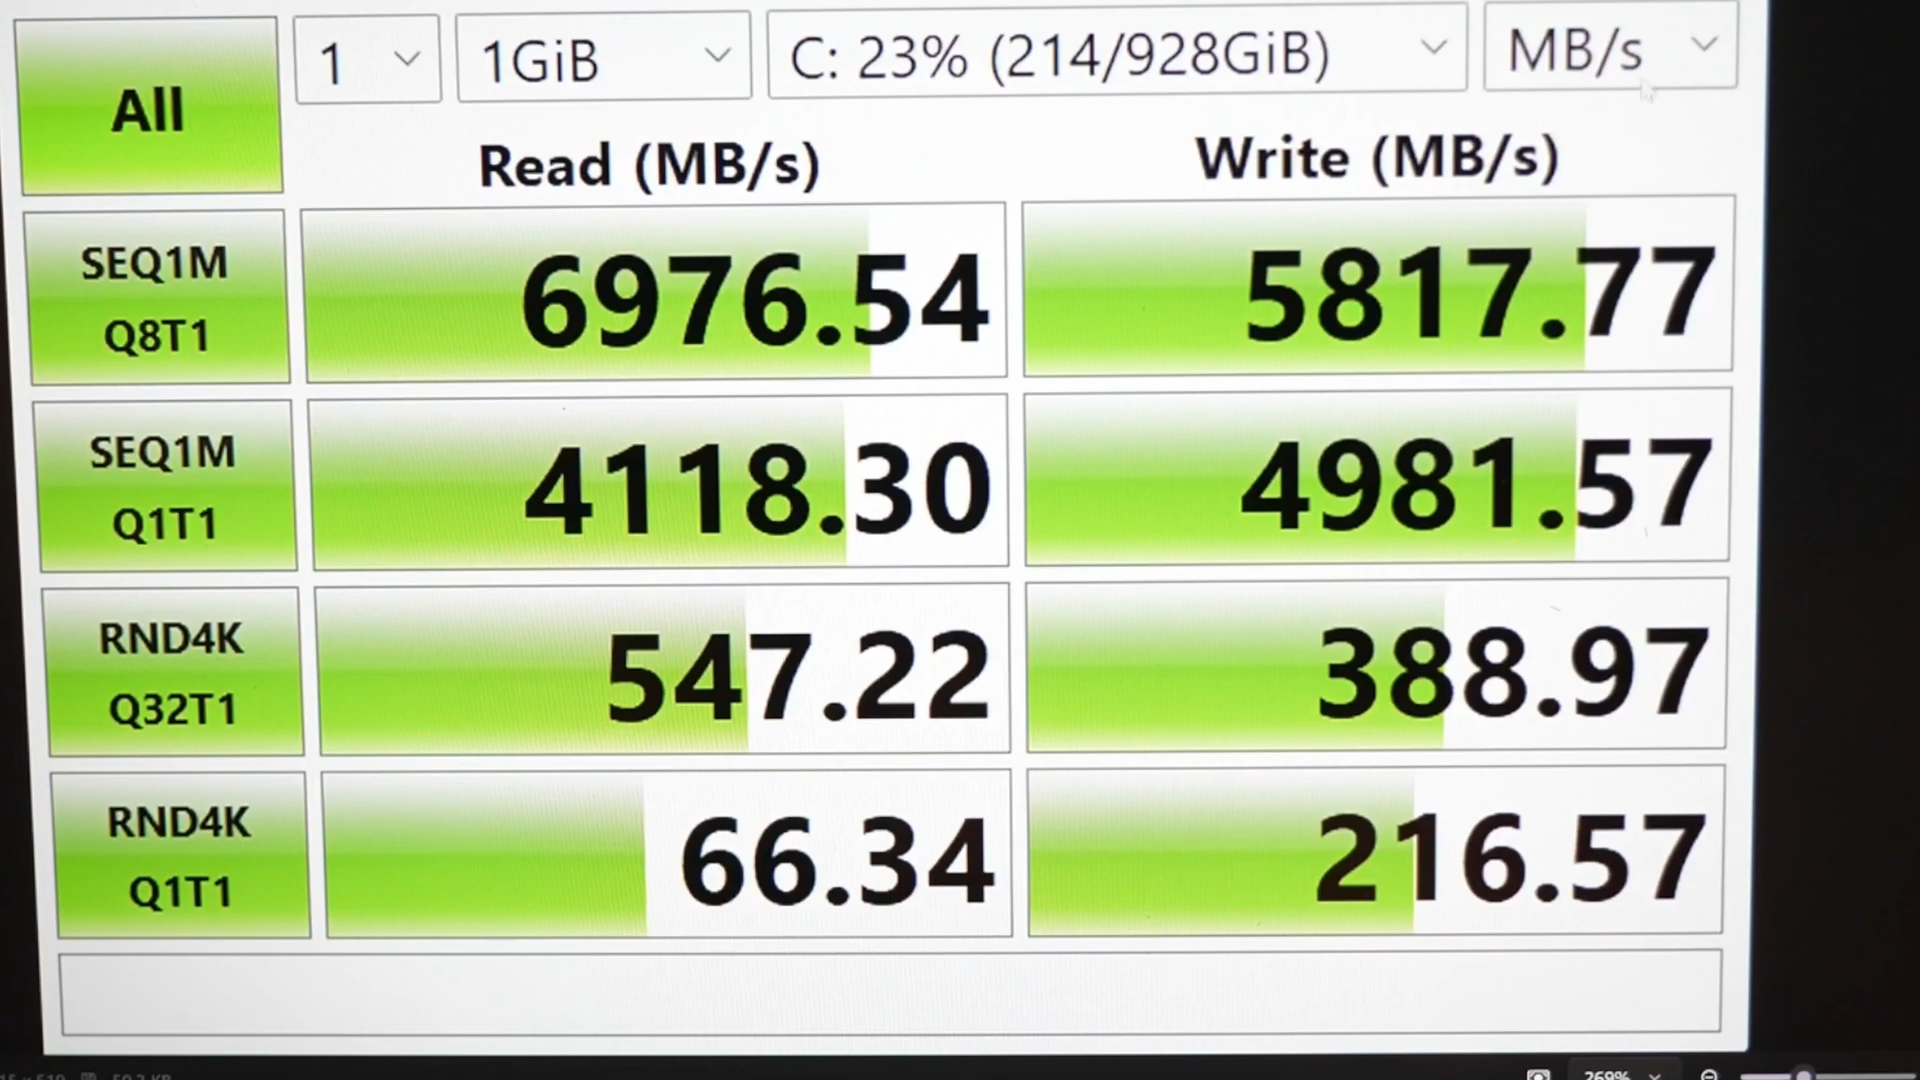 All
1
1GiB
C: 23% (214/928GiB)
MB/s
Read (MB/s)
Write (MB/s)
SEQ1M
Q8T1
6976.54
5817.77
SEQ1M
Q1T1
4118.30
4981.57
RND4K
Q32T1
547.22
388.97
RND4K
Q1T1
66.34
216.57
269%